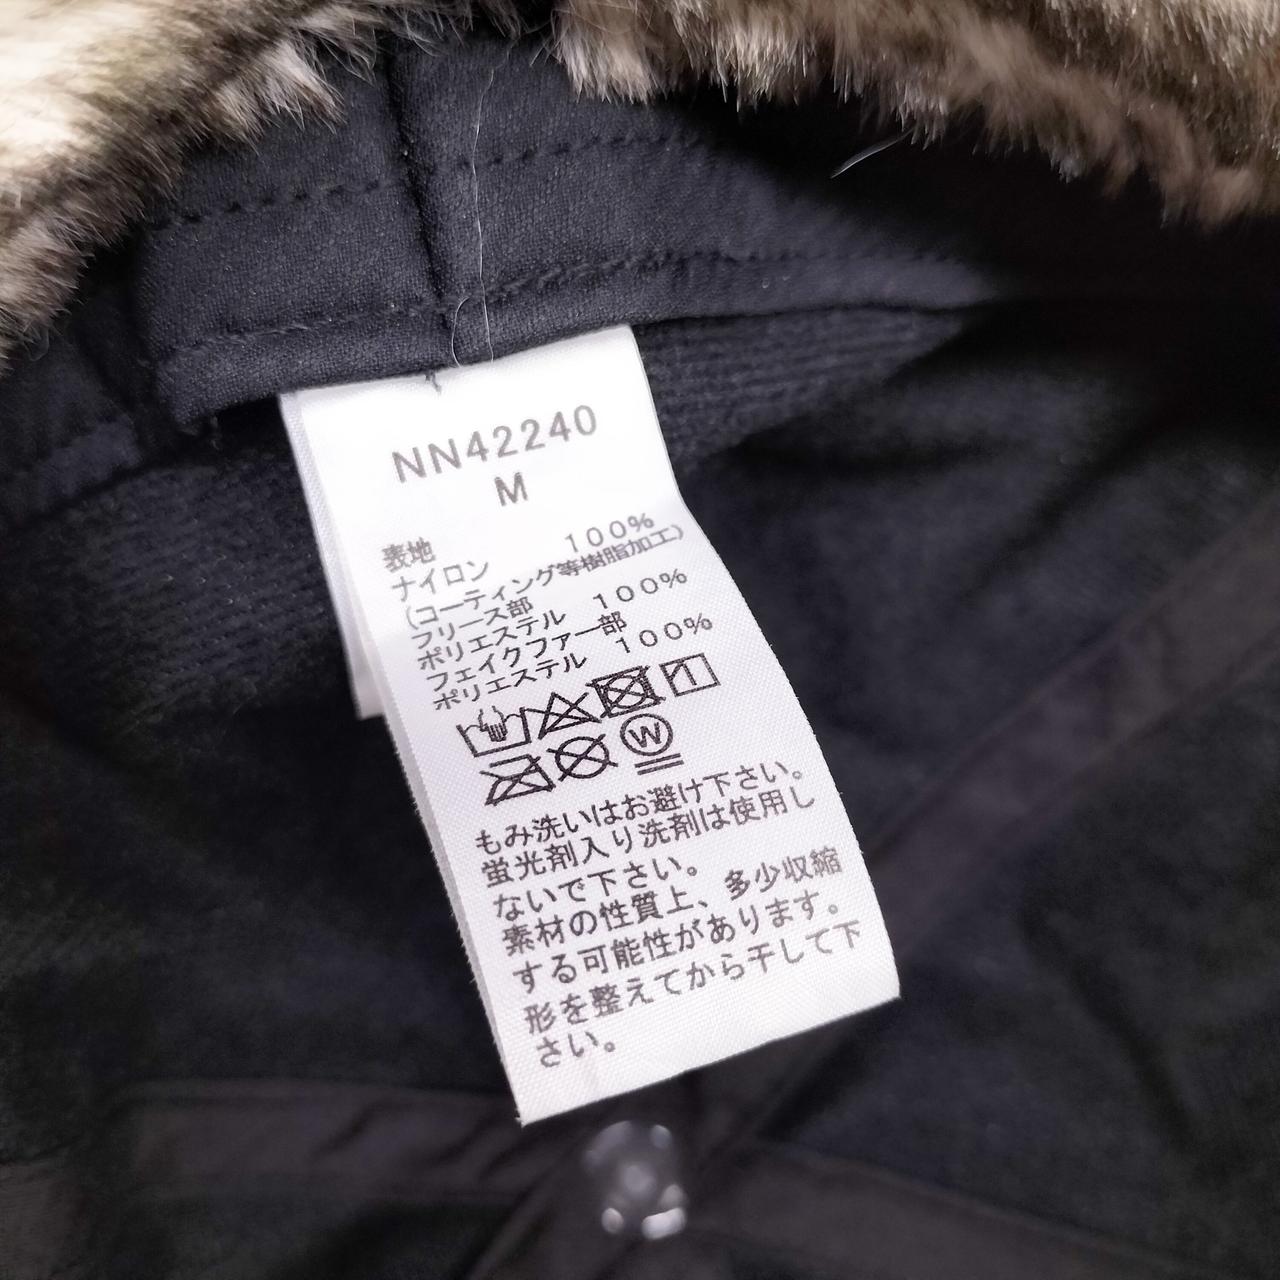 NN42240
M
表地
ナイロン 100%
(コーティング等樹脂加工)
フリース部
ポリエステル 100%
フェイクファー部
ポリエステル 100%
W
もみ洗いはお避け下さい。
蛍光剤入り洗剤は使用し
ないで下さい。
素材の性質上、多少収縮
する可能性があります。
形を整えてから干して下
さい。